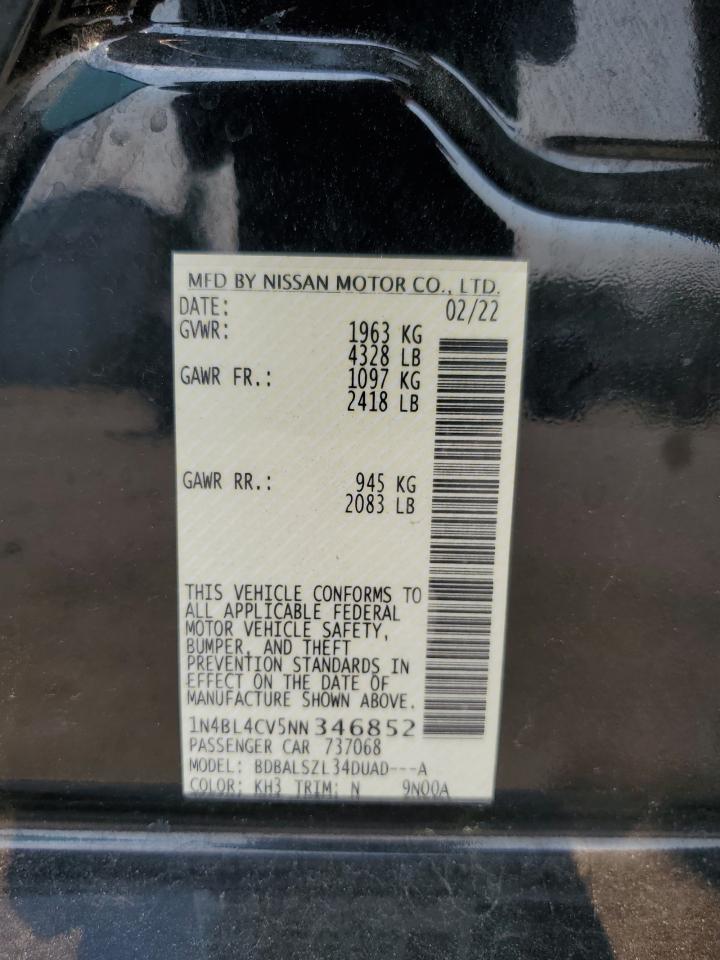 MFD BY NISSAN MOTOR CO., LTD.
DATE: 02/22
GVWR: 1963 KG
4328 LB
GAWR FR.: 1097 KG
2418 LB
GAWR RR.: 945 KG
2083 LB
THIS VEHICLE CONFORMS TO
ALL APPLICABLE FEDERAL
MOTOR VEHICLE SAFETY,
BUMPER, AND THEFT
PREVENTION STANDARDS IN
EFFECT ON THE DATE OF
MANUFACTURE SHOWN ABOVE.
1N4BL4CV5NN346852
PASSENGER CAR 737068
MODEL: BDBALSZL34DUAD---A
COLOR: KH3 TRIM: N 9N00A